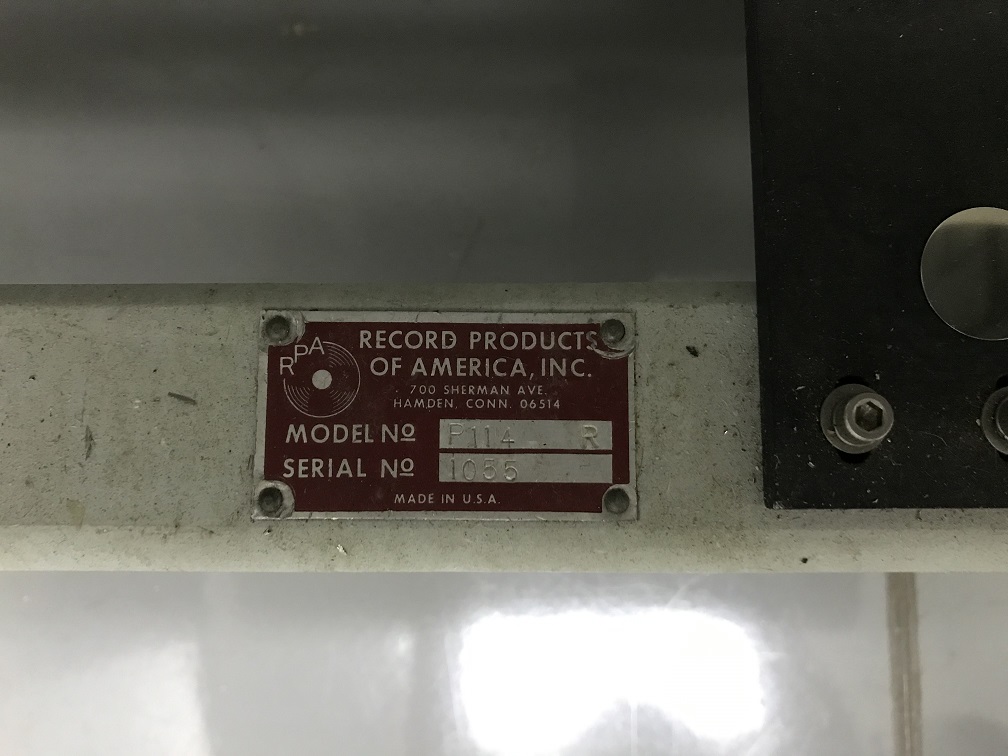 RPA
RECORD PRODUCTS
OF AMERICA, INC.
700 SHERMAN AVE.
HAMDEN, CONN. 06514
MODEL Nº P114 R
SERIAL Nº 1055
MADE IN U.S.A.